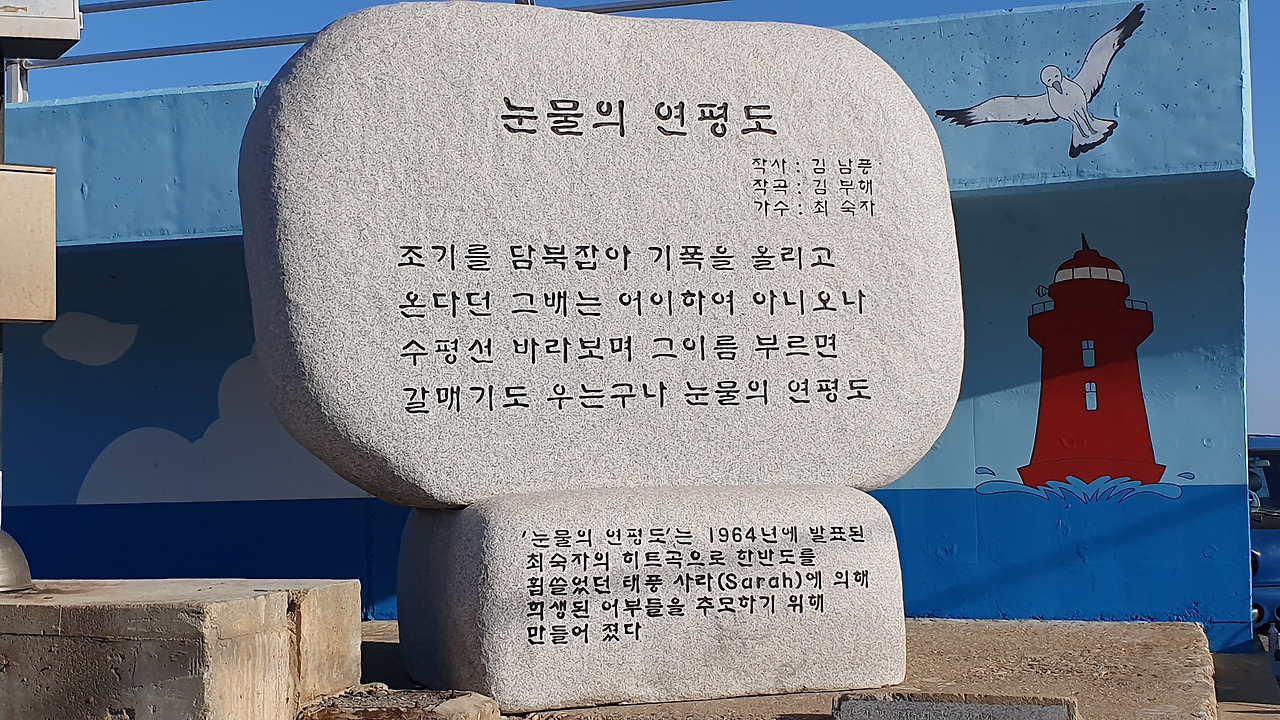 눈물의 연평도
작사 : 김 남풍
작곡 : 김 부해
가수 : 최 숙자
조기를 담북잡아 기폭을 올리고
온다던 그배는 어이하여 아니오나
수평선 바라보며 그이름 부르면
갈매기도 우는구나 눈물의 연평도
'눈물의 연평도'는 1964년에 발표된
최숙자의 히트곡으로 한반도를
휩쓸었던 태풍 사라(Sarah)에 의해
희생된 어부들을 추모하기 위해
만들어 졌다